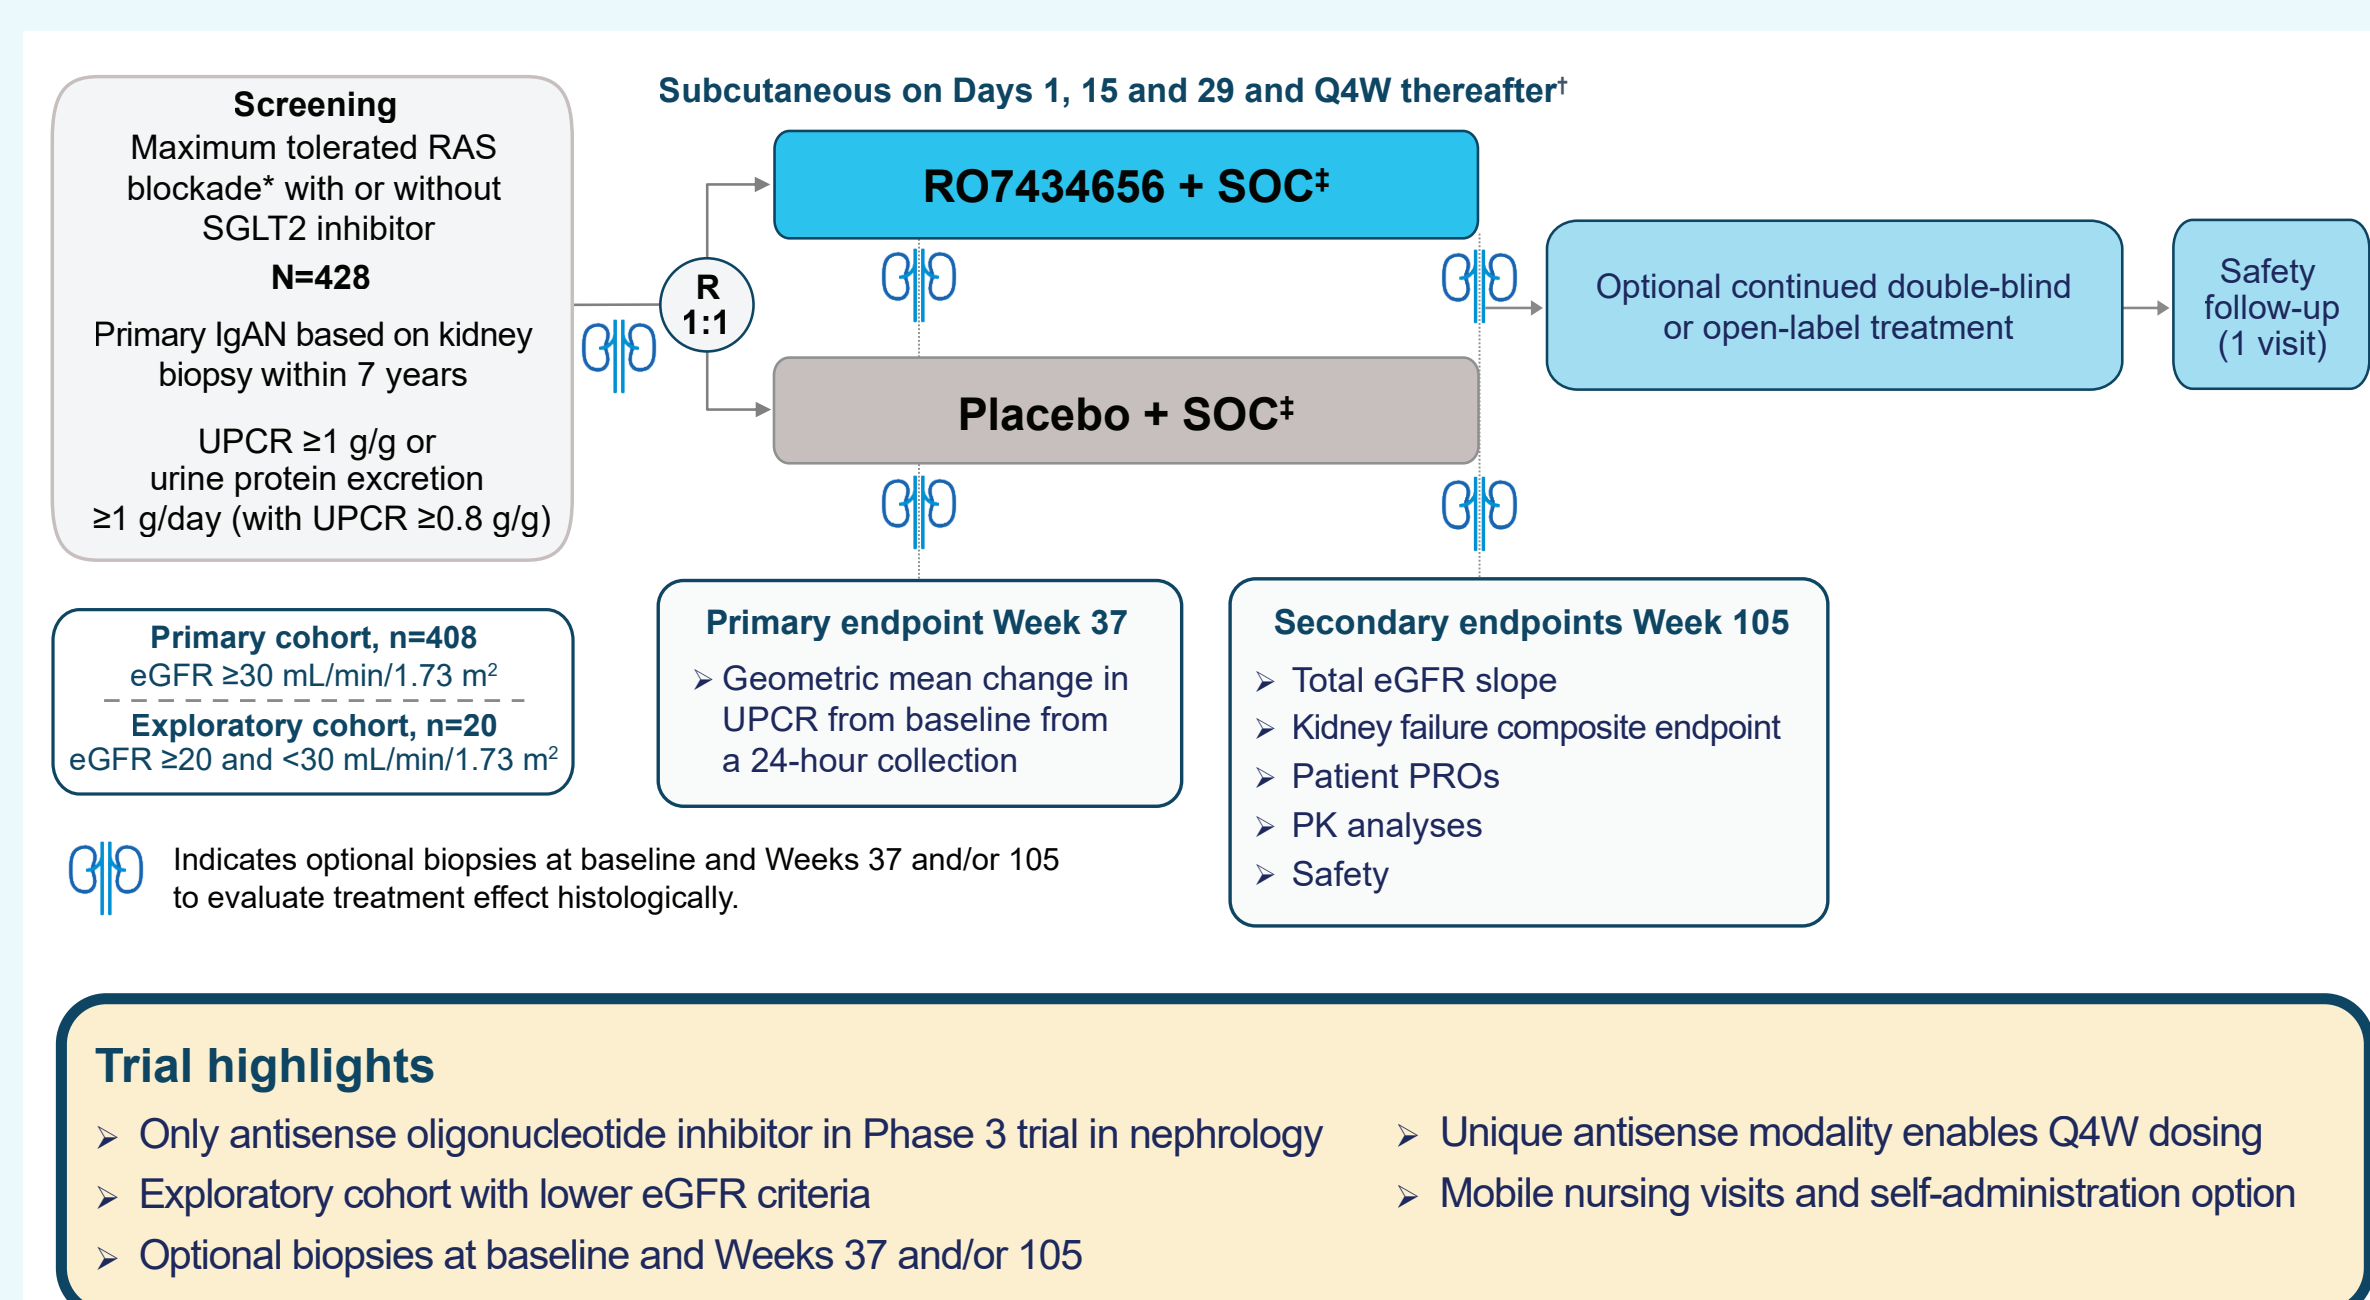 Screening
Maximum tolerated RAS
blockade* with or without
SGLT2 inhibitor
N=428
Primary IgAN based on kidney
biopsy within 7 years
UPCR ≥1 g/g or
urine protein excretion
≥1 g/day (with UPCR ≥0.8 g/g)
Primary cohort, n=408
eGFR ≥30 mL/min/1.73 m²
Exploratory cohort, n=20
eGFR ≥20 and <30 mL/min/1.73 m²
Subcutaneous on Days 1, 15 and 29 and Q4W thereafter†
R
1:1
RO7434656 + SOC‡
Placebo + SOC‡
Optional continued double-blind
or open-label treatment
Safety
follow-up
(1 visit)
Primary endpoint Week 37
➢ Geometric mean change in
UPCR from baseline from
a 24-hour collection
Secondary endpoints Week 105
➢ Total eGFR slope
➢ Kidney failure composite endpoint
➢ Patient PROs
➢ PK analyses
➢ Safety
Indicates optional biopsies at baseline and Weeks 37 and/or 105
to evaluate treatment effect histologically.
Trial highlights
➢ Only antisense oligonucleotide inhibitor in Phase 3 trial in nephrology
➢ Exploratory cohort with lower eGFR criteria
➢ Optional biopsies at baseline and Weeks 37 and/or 105
➢ Unique antisense modality enables Q4W dosing
➢ Mobile nursing visits and self-administration option